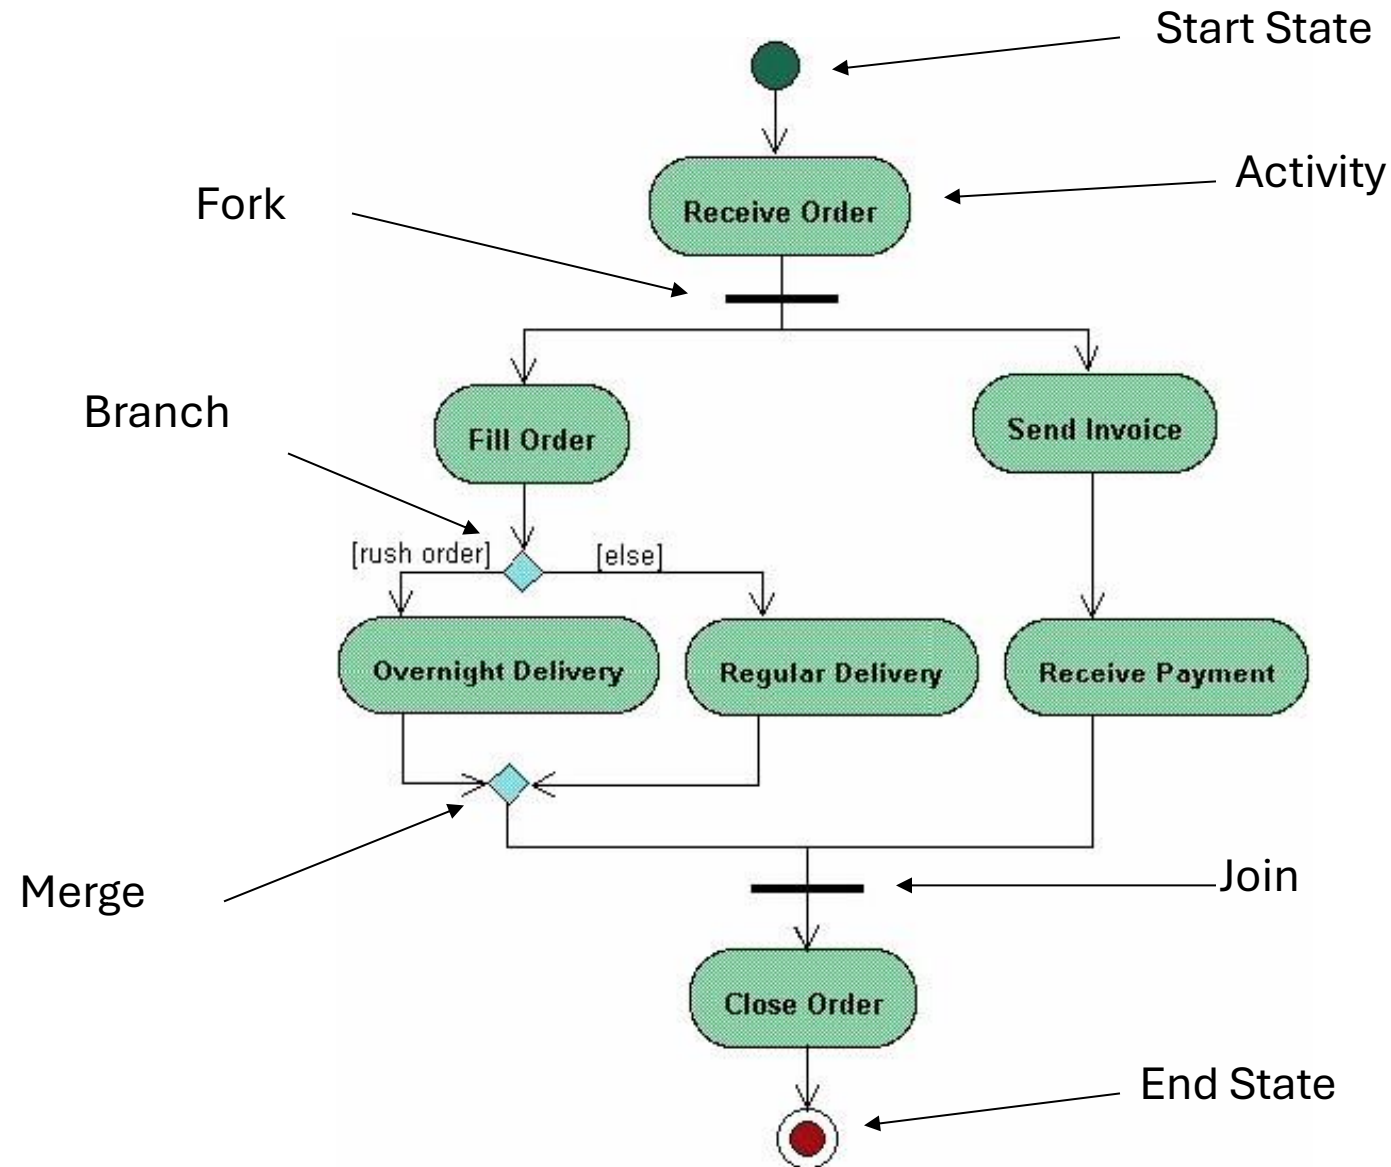 Start State
Activity
Receive Order
Fork
Branch
Fill Order
Send Invoice
[rush order]
[else]
Overnight Delivery
Regular Delivery
Receive Payment
Merge
Join
Close Order
End State